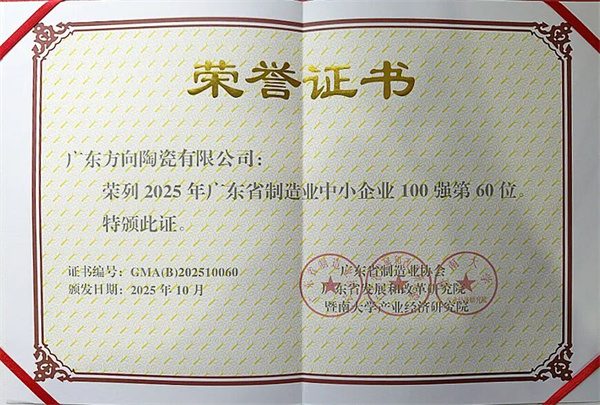 荣誉证书
广东方向陶瓷有限公司：
荣列 2025 年广东省制造业中小企业 100 强第 60 位。
特颁此证。
证书编号：GMA(B)202510060
颁发日期：2025 年 10 月
广东省制造业协会
广东省发展和改革研究院
暨南大学产业经济研究院